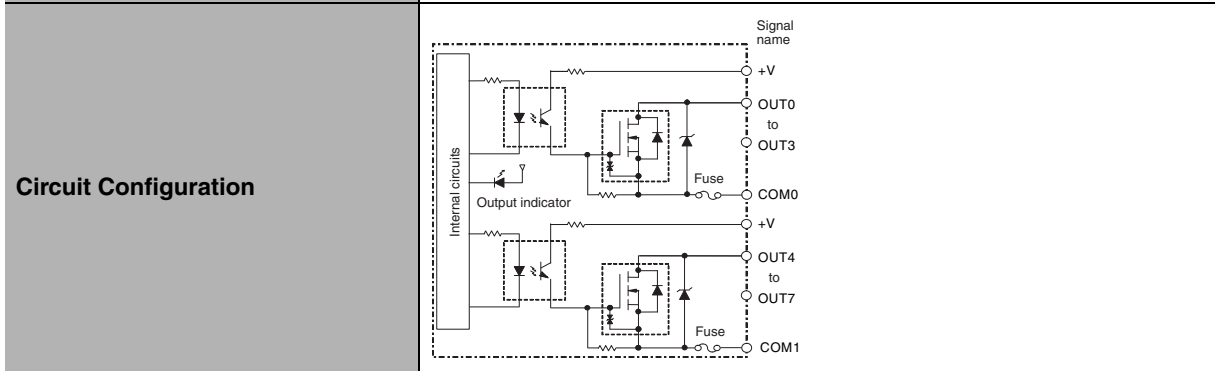 Circuit Configuration
Internal circuits
Signal
name
+V
OUT0
to
OUT3
Fuse
COM0
Output indicator
+V
OUT4
to
OUT7
Fuse
COM1